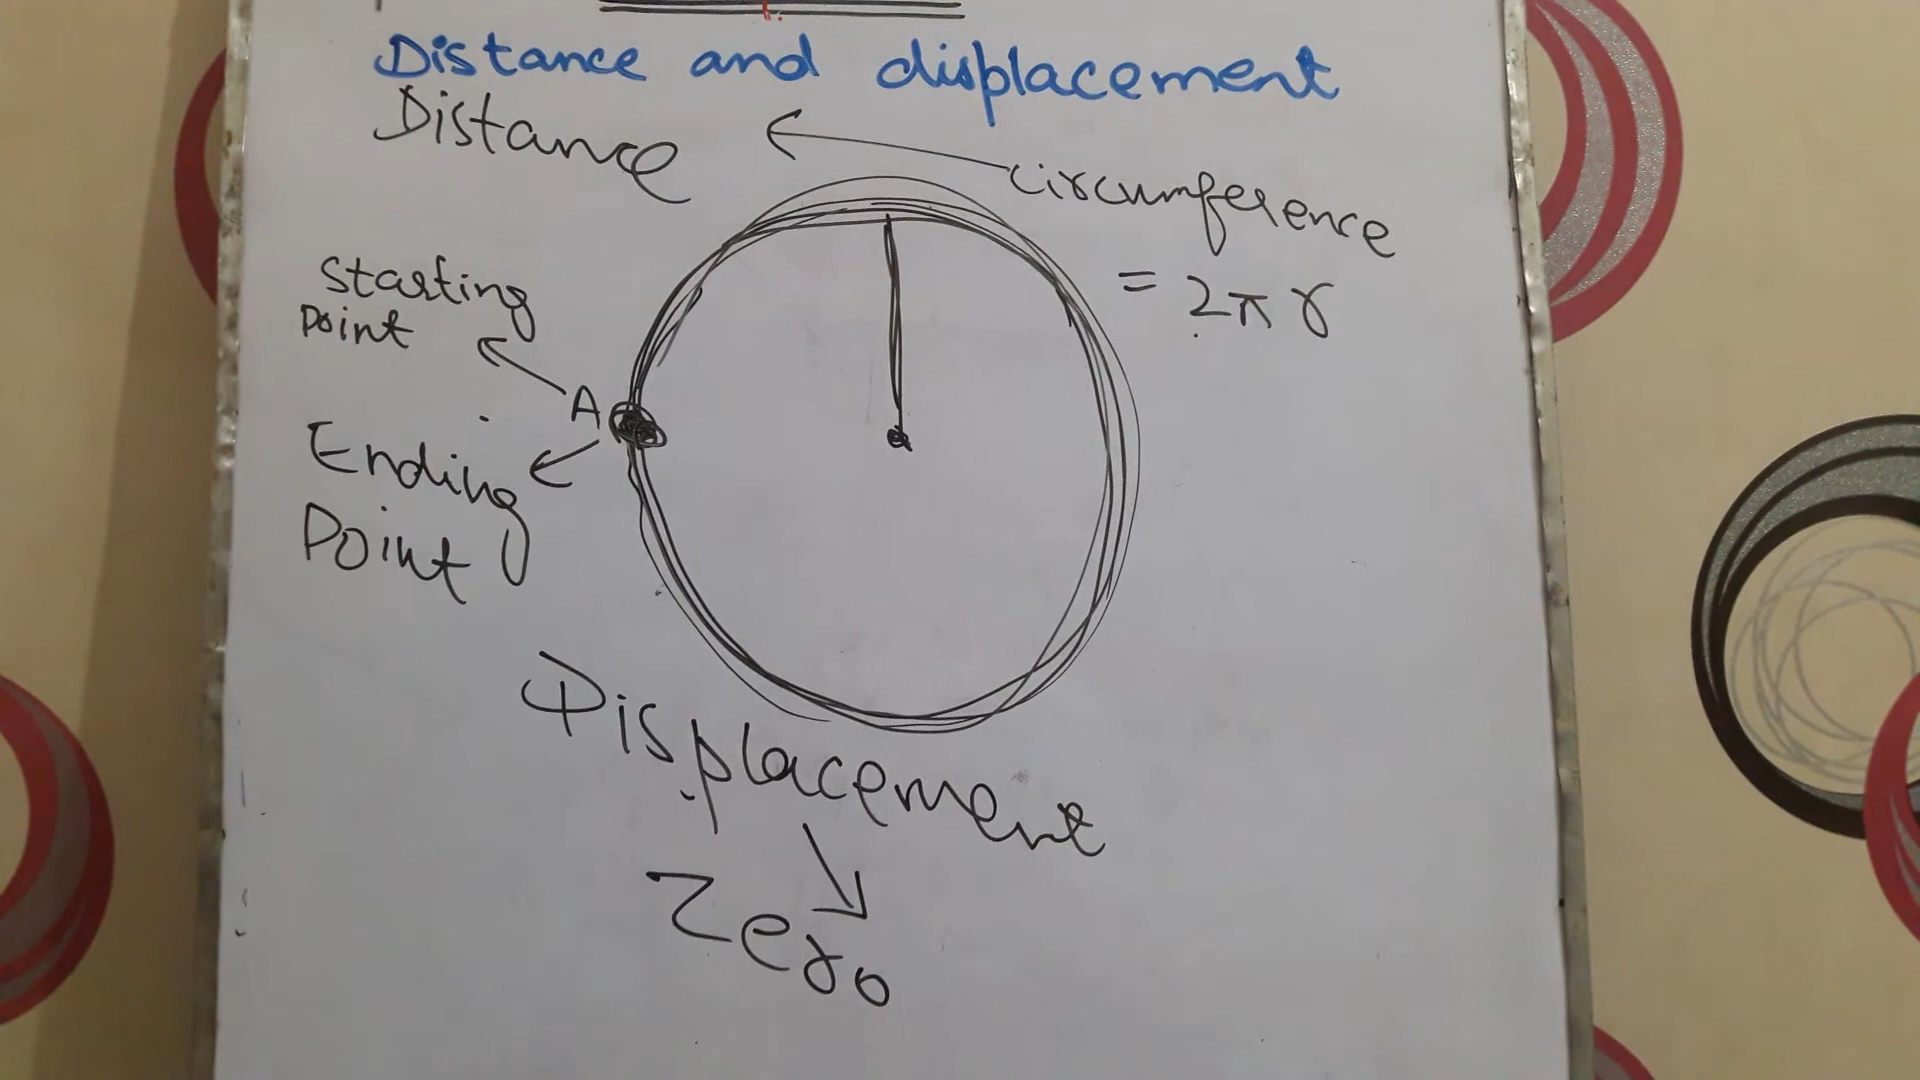 Distance and displacement
Distance
circumference
= 2πr
starting
point
A
Ending
Point
Displacement
Zero